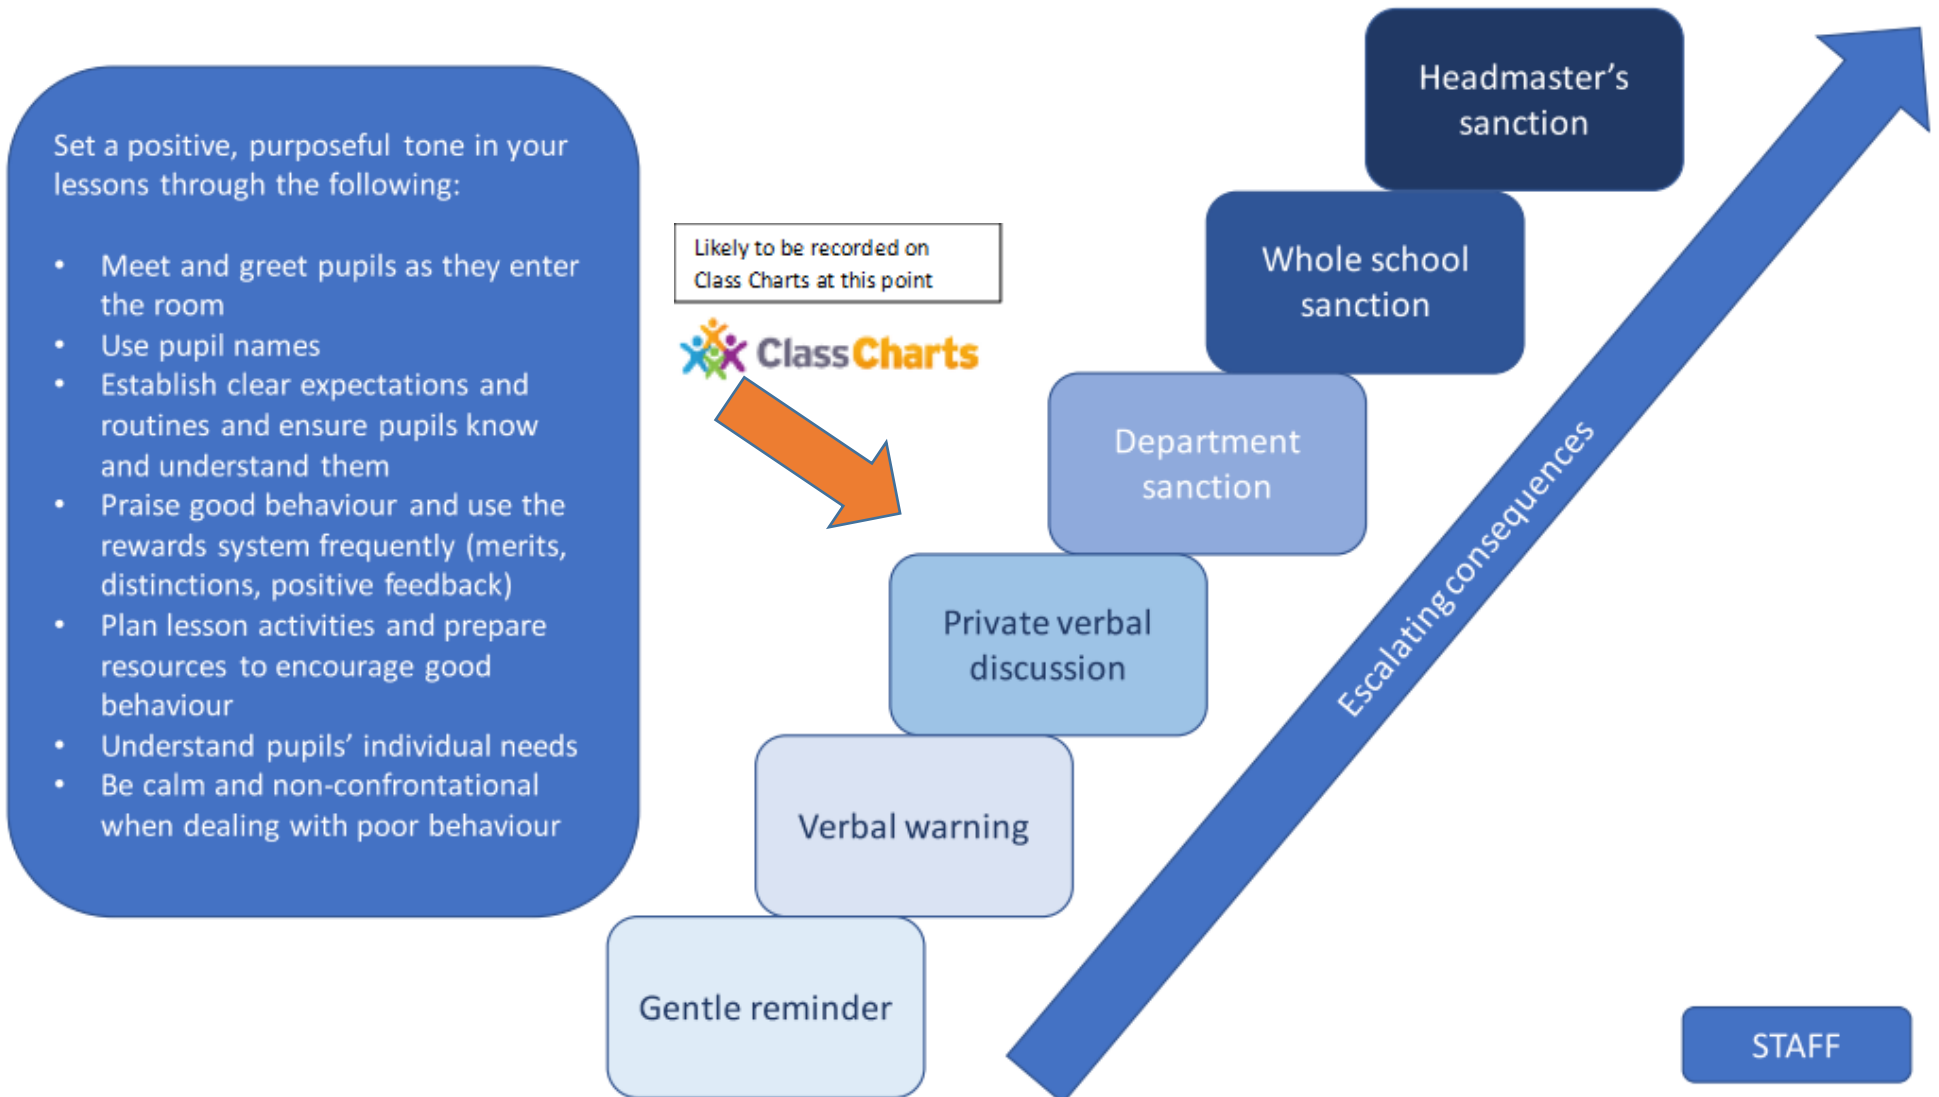 Set a positive, purposeful tone in your
lessons through the following:
• Meet and greet pupils as they enter
the room
• Use pupil names
• Establish clear expectations and
routines and ensure pupils know
and understand them
• Praise good behaviour and use the
rewards system frequently (merits,
distinctions, positive feedback)
• Plan lesson activities and prepare
resources to encourage good
behaviour
• Understand pupils’ individual needs
• Be calm and non-confrontational
when dealing with poor behaviour
Likely to be recorded on
Class Charts at this point
ClassCharts
Headmaster’s
sanction
Whole school
sanction
Department
sanction
Private verbal
discussion
Verbal warning
Gentle reminder
Escalating consequences
STAFF